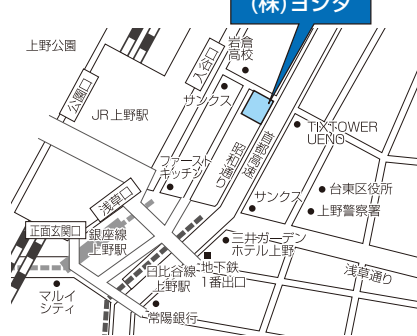 (株)ヨシダ
上野公園
岩倉
高校
入谷口
公園口
サンクス
JR上野駅
TIXTOWER
UENO
首都高速
昭和通り
ファースト
キッチン
台東区役所
サンクス
上野警察署
浅草口
正面玄関口
銀座線
上野駅
三井ガーデン
ホテル上野
浅草通り
日比谷線
上野駅
地下鉄
1番出口
マルイ
シティ
常陽銀行